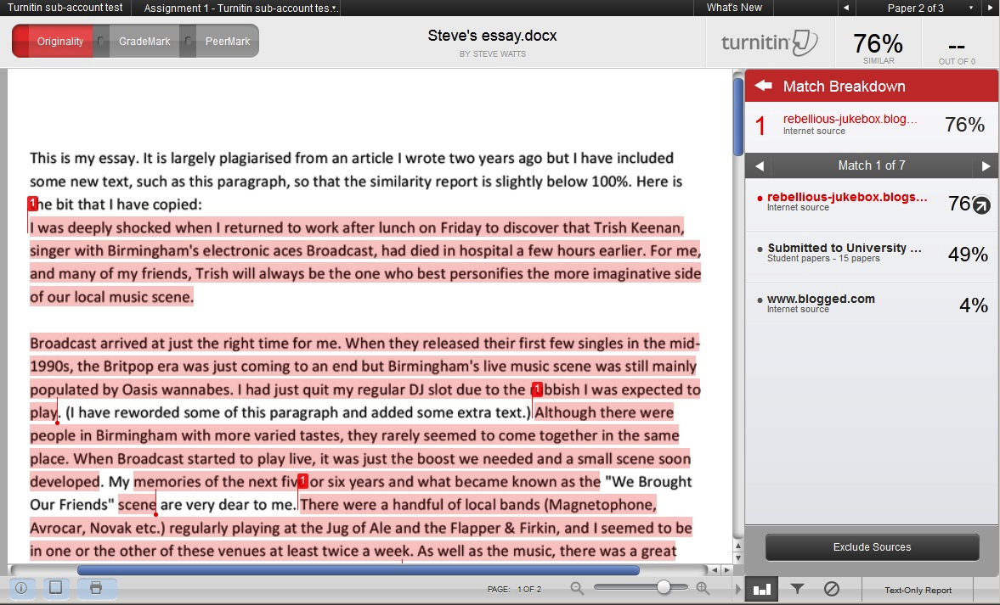 Turnitin sub-account test
Assignment 1 - Turnitin sub-account tes...
What's New
Paper 2 of 3
Originality
GradeMark
PeerMark
Steve's essay.docx
BY STEVE WATTS
turnitin
76%
SIMILAR
--
OUT OF 0
This is my essay. It is largely plagiarised from an article I wrote two years ago but I have included
some new text, such as this paragraph, so that the similarity report is slightly below 100%. Here is
1
the bit that I have copied:
I was deeply shocked when I returned to work after lunch on Friday to discover that Trish Keenan,
singer with Birmingham's electronic aces Broadcast, had died in hospital a few hours earlier. For me,
and many of my friends, Trish will always be the one who best personifies the more imaginative side
of our local music scene.
Broadcast arrived at just the right time for me. When they released their first few singles in the mid-
1990s, the Britpop era was just coming to an end but Birmingham's live music scene was still mainly
populated by Oasis wannabes. I had just quit my regular DJ slot due to the rubbish I was expected to
1
play. (I have reworded some of this paragraph and added some extra text.) Although there were
people in Birmingham with more varied tastes, they rarely seemed to come together in the same
place. When Broadcast started to play live, it was just the boost we needed and a small scene soon
developed. My memories of the next five or six years and what became known as the "We Brought
1
Our Friends" scene are very dear to me. There were a handful of local bands (Magnetophone,
Avrocar, Novak etc.) regularly playing at the Jug of Ale and the Flapper & Firkin, and I seemed to be
in one or the other of these venues at least twice a week. As well as the music, there was a great
Match Breakdown
1
rebellious-jukebox.blog...
Internet source
76%
Match 1 of 7
rebellious-jukebox.blogs...
Internet source
76
Submitted to University ...
Student papers - 15 papers
49%
www.blogged.com
Internet source
4%
Exclude Sources
PAGE: 1 OF 2
Text-Only Report